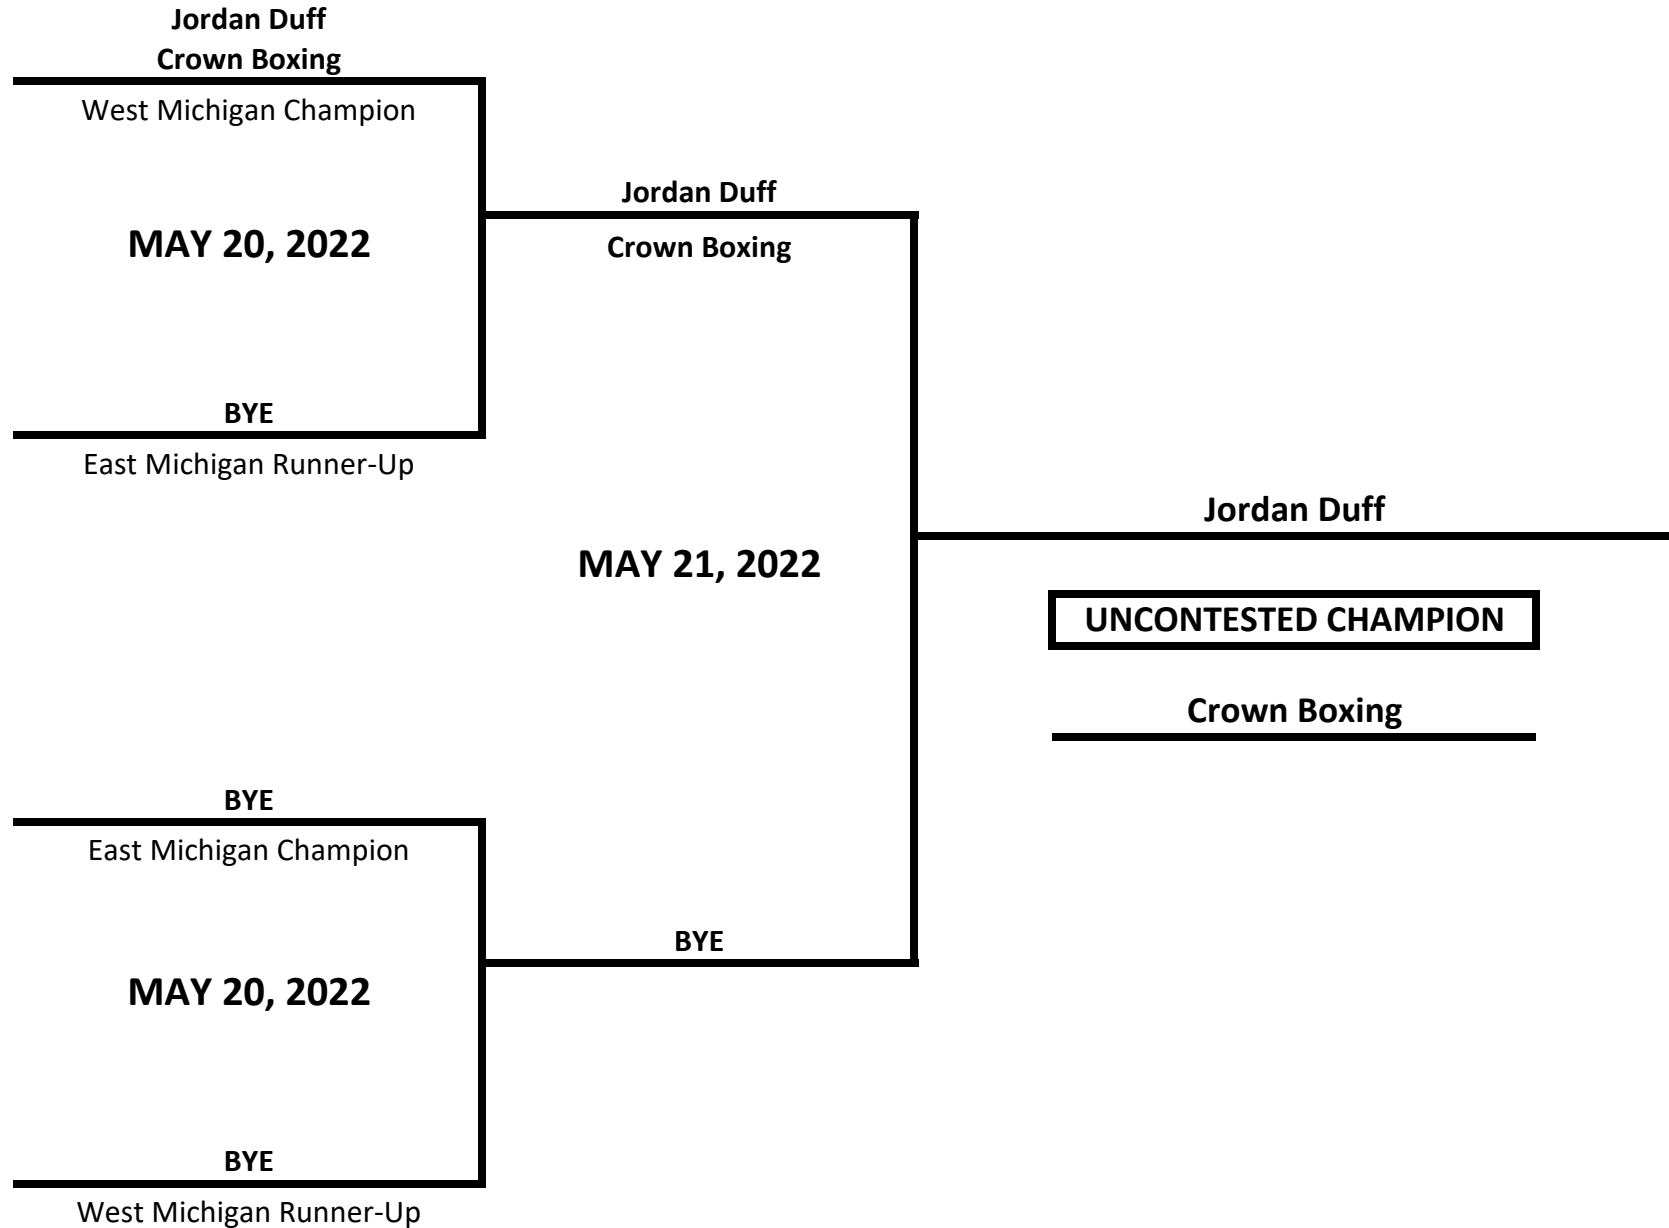 Jordan Duff
Crown Boxing
West Michigan Champion
MAY 20, 2022
BYE
East Michigan Runner-Up
Jordan Duff
Crown Boxing
MAY 21, 2022
Jordan Duff
UNCONTESTED CHAMPION
Crown Boxing
BYE
East Michigan Champion
MAY 20, 2022
BYE
West Michigan Runner-Up
BYE